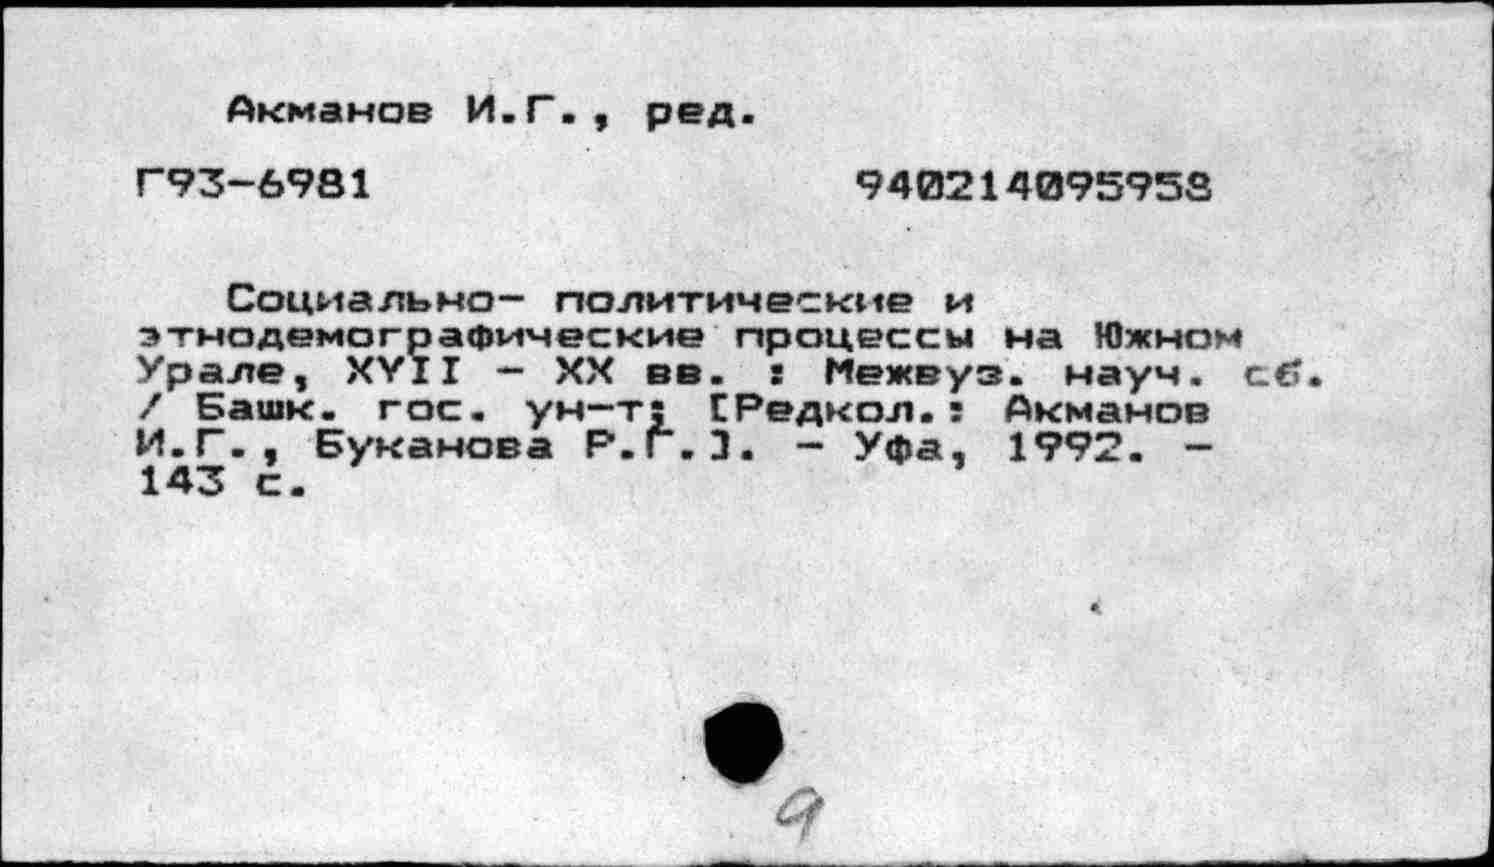 Акманов И.Г., ред.
Г93-6981 940214095958
Социально- политические и
этнодемографические процессы на Южном
Урале, XYII - XX вв. : Межвуз. науч. сб.
/ Башк. гос. ун-т; [Редкол.: Акманов
И.Г., Буканова Р.Г.]. - Уфа, 1992. -
143 с.
9